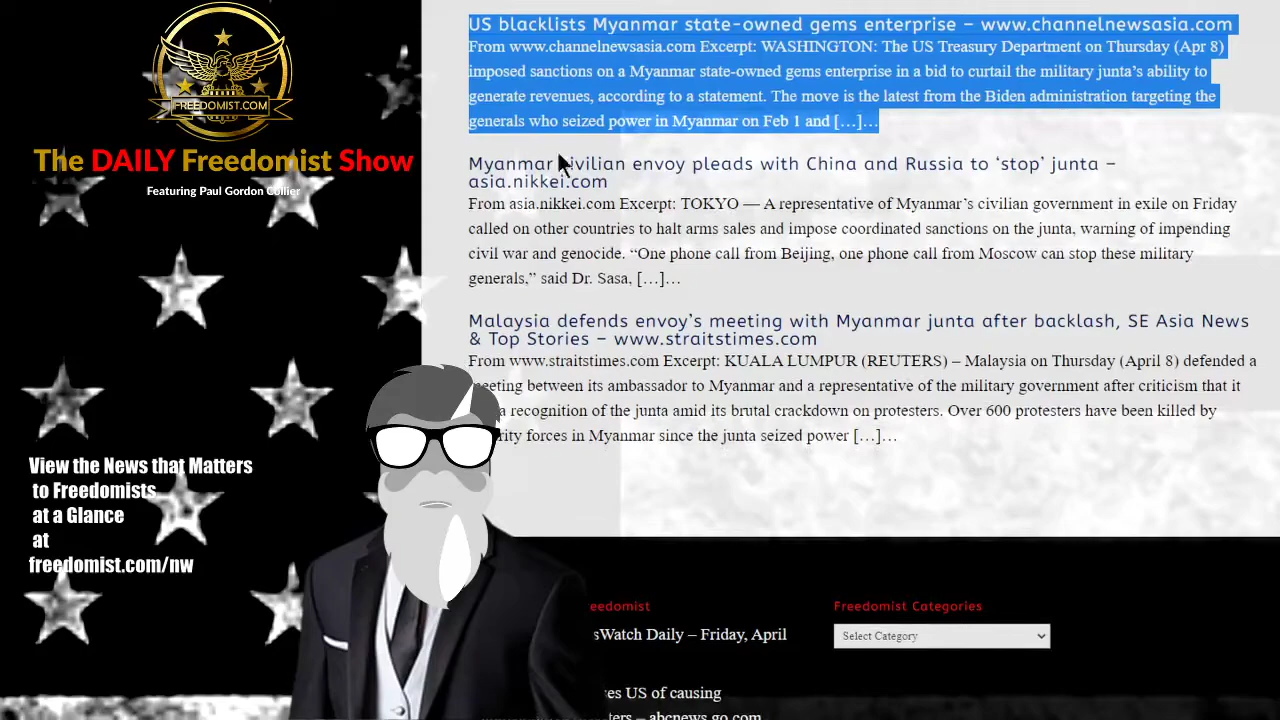 FREEDOMIST.COM
The DAILY Freedomist Show
Featuring Paul Gordon Collier
View the News that Matters
to Freedomists
at a Glance
at
freedomist.com/nw
US blacklists Myanmar state-owned gems enterprise – www.channelnewsasia.com
From www.channelnewsasia.com Excerpt: WASHINGTON: The US Treasury Department on Thursday (Apr 8)
imposed sanctions on a Myanmar state-owned gems enterprise in a bid to curtail the military junta's ability to
generate revenues, according to a statement. The move is the latest from the Biden administration targeting the
generals who seized power in Myanmar on Feb 1 and […]…
Myanmar civilian envoy pleads with China and Russia to 'stop' junta –
asia.nikkei.com
From asia.nikkei.com Excerpt: TOKYO — A representative of Myanmar's civilian government in exile on Friday
called on other countries to halt arms sales and impose coordinated sanctions on the junta, warning of impending
civil war and genocide. “One phone call from Beijing, one phone call from Moscow can stop these military
generals,” said Dr. Sasa, […]…
Malaysia defends envoy's meeting with Myanmar junta after backlash, SE Asia News
& Top Stories – www.straitstimes.com
From www.straitstimes.com Excerpt: KUALA LUMPUR (REUTERS) – Malaysia on Thursday (April 8) defended a
meeting between its ambassador to Myanmar and a representative of the military government after criticism that it
a recognition of the junta amid its brutal crackdown on protesters. Over 600 protesters have been killed by
rity forces in Myanmar since the junta seized power […]…
eedomist
sWatch Daily – Friday, April
es US of causing
ters – abcnews.go.com
Freedomist Categories
Select Category